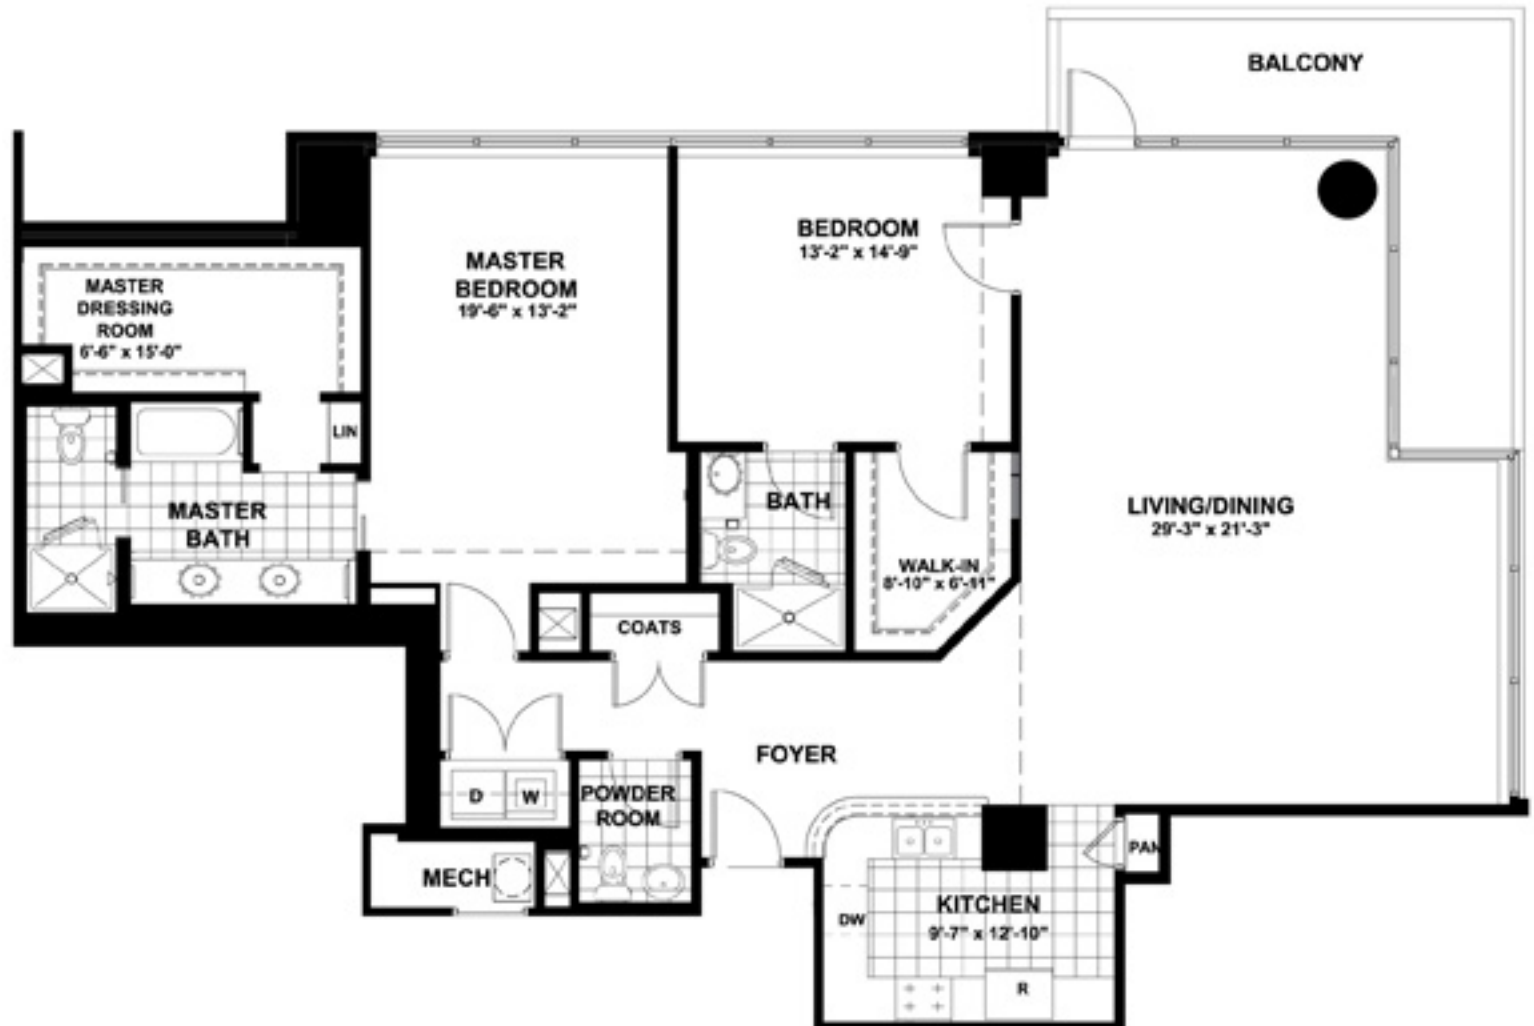 BALCONY
BEDROOM
13'-2" x 14'-9"
MASTER
BEDROOM
19'-6" x 13'-2"
MASTER
DRESSING
ROOM
6'-6" x 15'-0"
LIN
MASTER
BATH
BATH
LIVING/DINING
29'-3" x 21'-3"
WALK-IN
8'-10" x 6'-11"
COATS
FOYER
D
W
POWDER
ROOM
MECH
PAN
KITCHEN
9'-7" x 12'-10"
DW
R